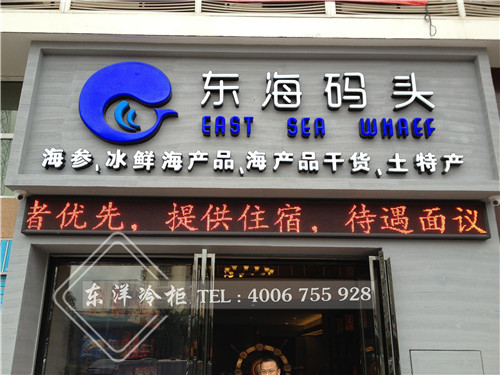 东海码头
EAST SEA WHAEF
海参、冰鲜海产品、海产品干货、土特产
者优先，提供住宿，待遇面议
东洋冷柜 TEL：4006 755 928